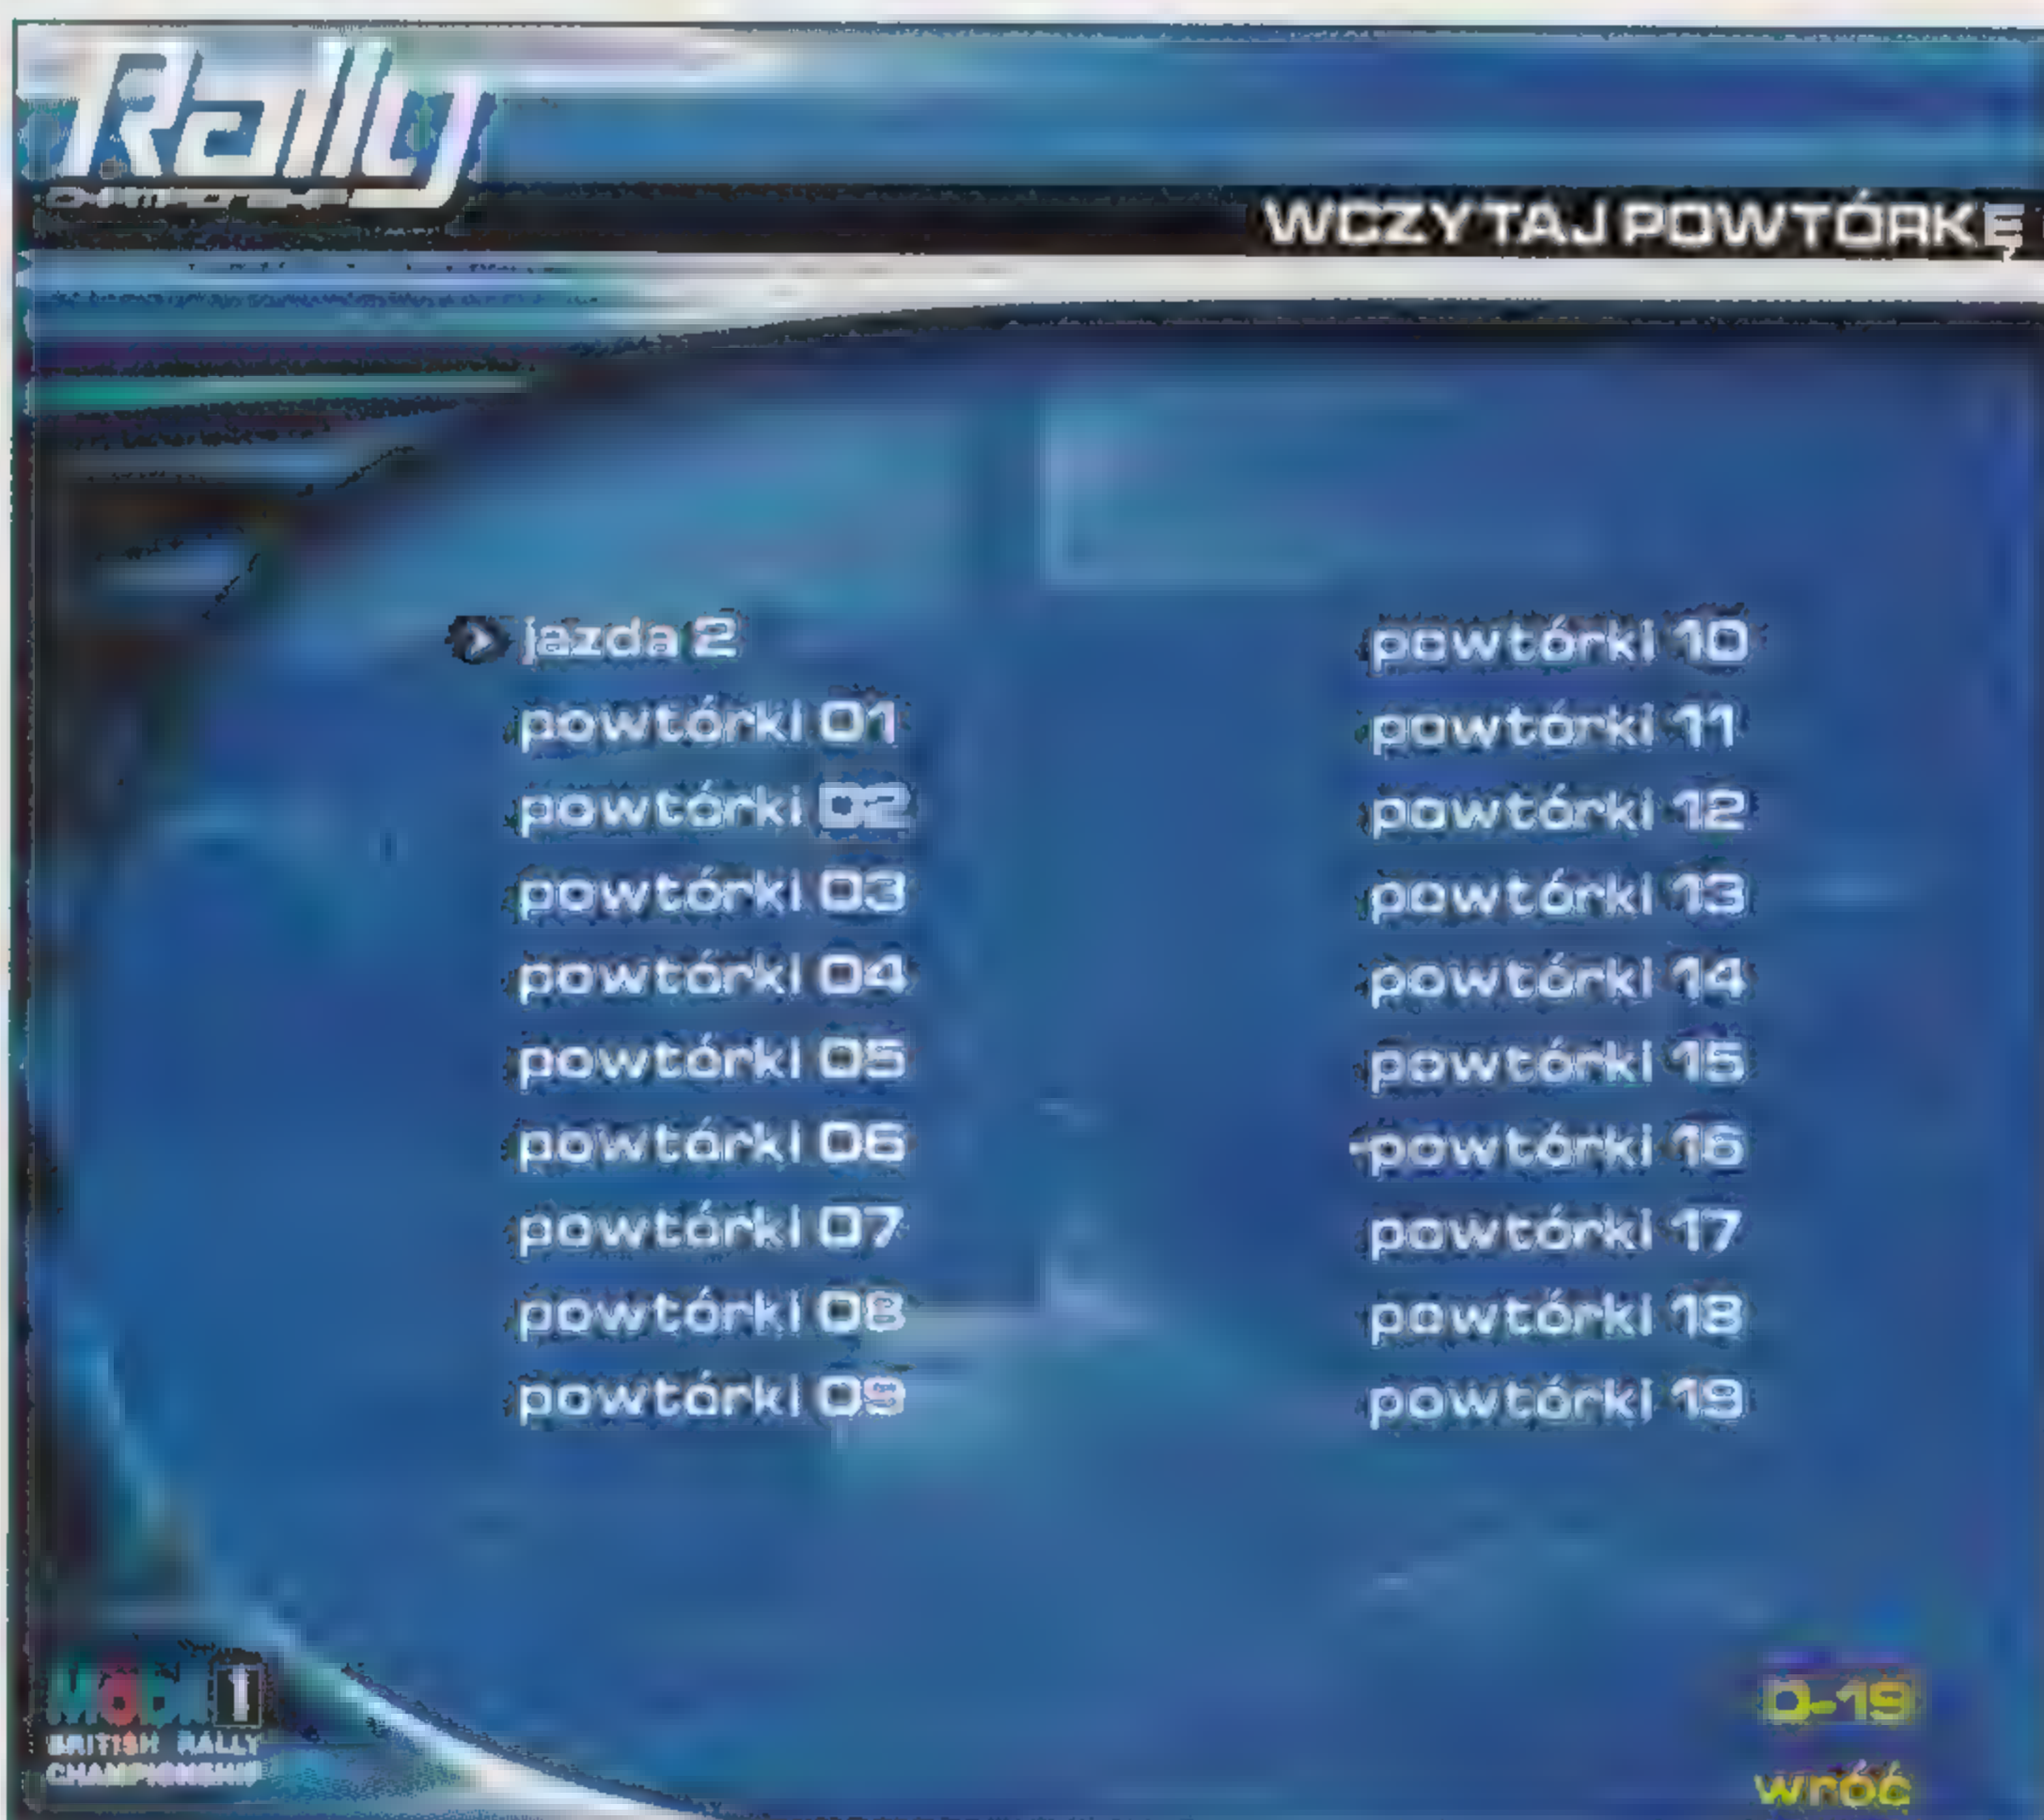 Rally
WCZYTAJ POWTÓRKĘ
jazda 2
powtórki 01
powtórki 02
powtórki 03
powtórki 04
powtórki 05
powtórki 06
powtórki 07
powtórki 08
powtórki 09
powtórki 10
powtórki 11
powtórki 12
powtórki 13
powtórki 14
powtórki 15
powtórki 16
powtórki 17
powtórki 18
powtórki 19
Mobil 1
BRITISH RALLY
CHAMPIONSHIP
0-19
wróć